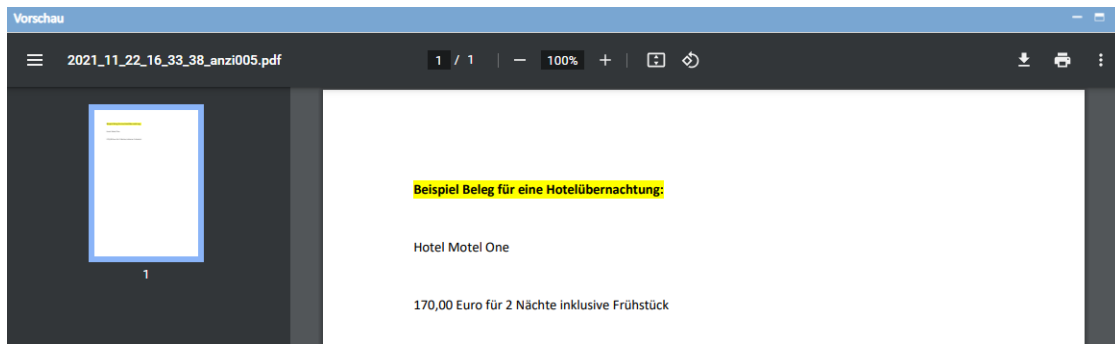 Vorschau
2021_11_22_16_33_38_anzi005.pdf
1 / 1
100%
1
Beispiel Beleg für eine Hotelübernachtung:
Hotel Motel One
170,00 Euro für 2 Nächte inklusive Frühstück